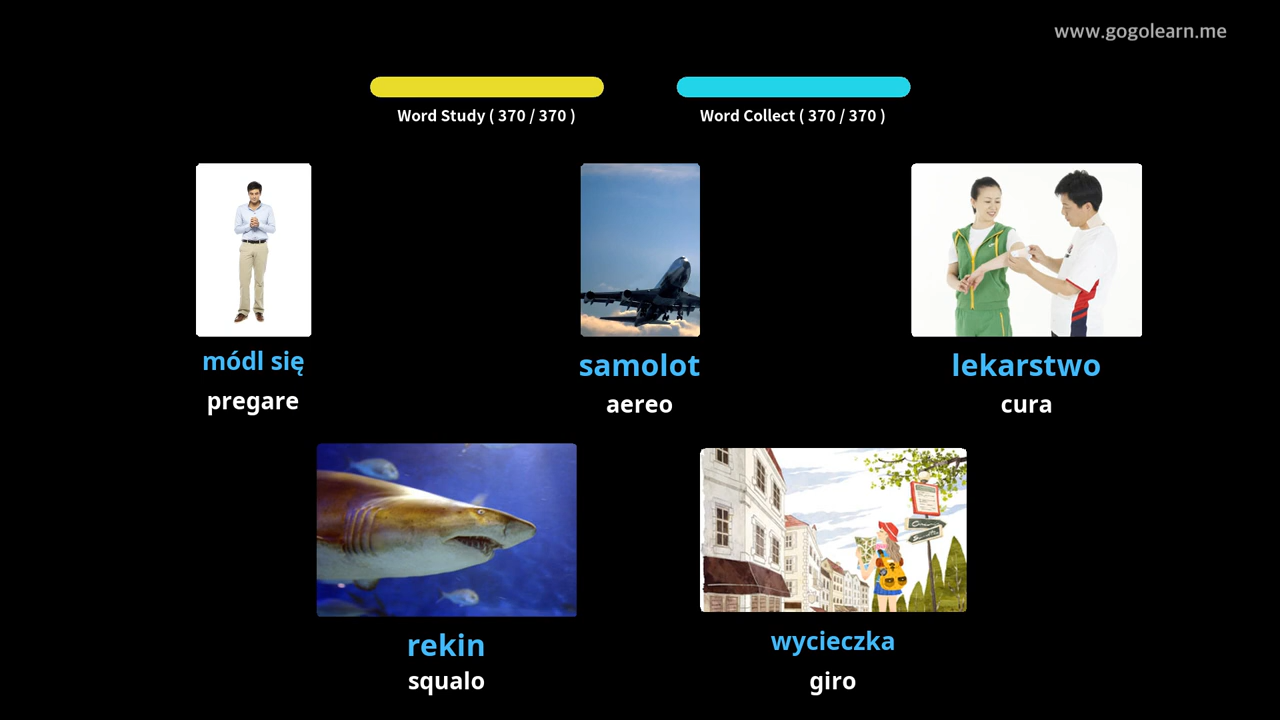 www.gogolearn.me
Word Study ( 370 / 370 )
Word Collect ( 370 / 370 )
módl się
pregare
samolot
aereo
lekarstwo
cura
rekin
squalo
wycieczka
giro